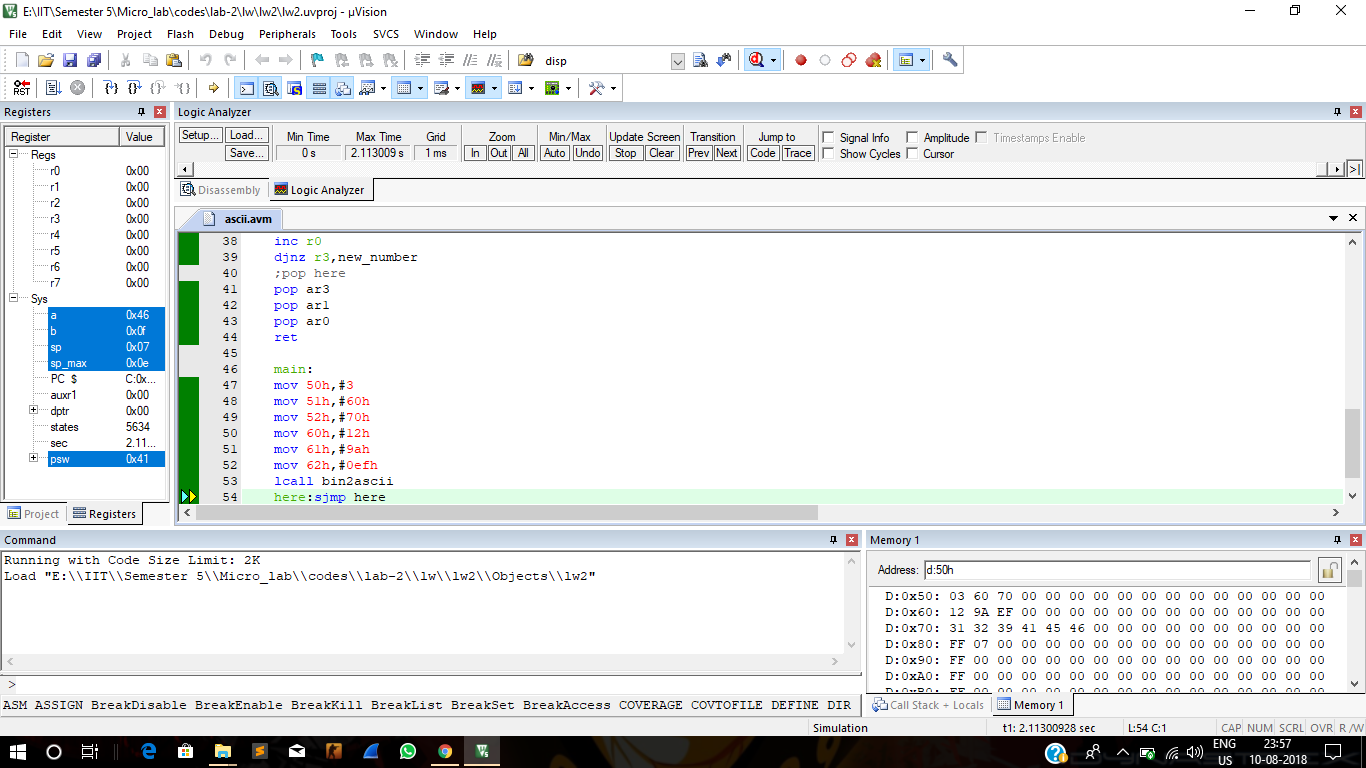 E:\IIT\Semester 5\Micro_lab\codes\lab-2\lw\lw2\lw2.uvproj - µVision
File Edit View Project Flash Debug Peripherals Tools SVCS Window Help
disp
RST
Registers
Logic Analyzer
Register Value
Regs
r0 0x00
r1 0x00
r2 0x00
r3 0x00
r4 0x00
r5 0x00
r6 0x00
r7 0x00
Sys
a 0x46
b 0x0f
sp 0x07
sp_max 0x0e
PC $ C:0x...
auxr1 0x00
dptr 0x00
states 5634
sec 2.11...
psw 0x41
Project Registers
Setup... Load... Min Time Max Time Grid Zoom Min/Max Update Screen Transition Jump to Signal Info Amplitude Timestamps Enable
Save... 0 s 2.113009 s 1 ms In Out All Auto Undo Stop Clear Prev Next Code Trace Show Cycles Cursor
Disassembly Logic Analyzer
ascii.avm
38 inc r0
39 djnz r3,new_number
40 ;pop here
41 pop ar3
42 pop ar1
43 pop ar0
44 ret
45
46 main:
47 mov 50h,#3
48 mov 51h,#60h
49 mov 52h,#70h
50 mov 60h,#12h
51 mov 61h,#9ah
52 mov 62h,#0efh
53 lcall bin2ascii
54 here:sjmp here
Command
Running with Code Size Limit: 2K
Load "E:\\IIT\\Semester 5\\Micro_lab\\codes\\lab-2\\lw\\lw2\\Objects\\lw2"
>
ASM ASSIGN BreakDisable BreakEnable BreakKill BreakList BreakSet BreakAccess COVERAGE COVTOFILE DEFINE DIR
Memory 1
Address: d:50h
D:0x50: 03 60 70 00 00 00 00 00 00 00 00 00 00 00 00 00
D:0x60: 12 9A EF 00 00 00 00 00 00 00 00 00 00 00 00 00
D:0x70: 31 32 39 41 45 46 00 00 00 00 00 00 00 00 00 00
D:0x80: FF 07 00 00 00 00 00 00 00 00 00 00 00 00 00 00
D:0x90: FF 00 00 00 00 00 00 00 00 00 00 00 00 00 00 00
D:0xA0: FF 00 00 00 00 00 00 00 00 00 00 00 00 00 00 00
D:0xB0: FF 00 00 00 00 00 00 00 00 00 00 00 00 00 00 00
Call Stack + Locals Memory 1
Simulation t1: 2.11300928 sec L:54 C:1 CAP NUM SCRL OVR R/W
ENG 23:57
US 10-08-2018